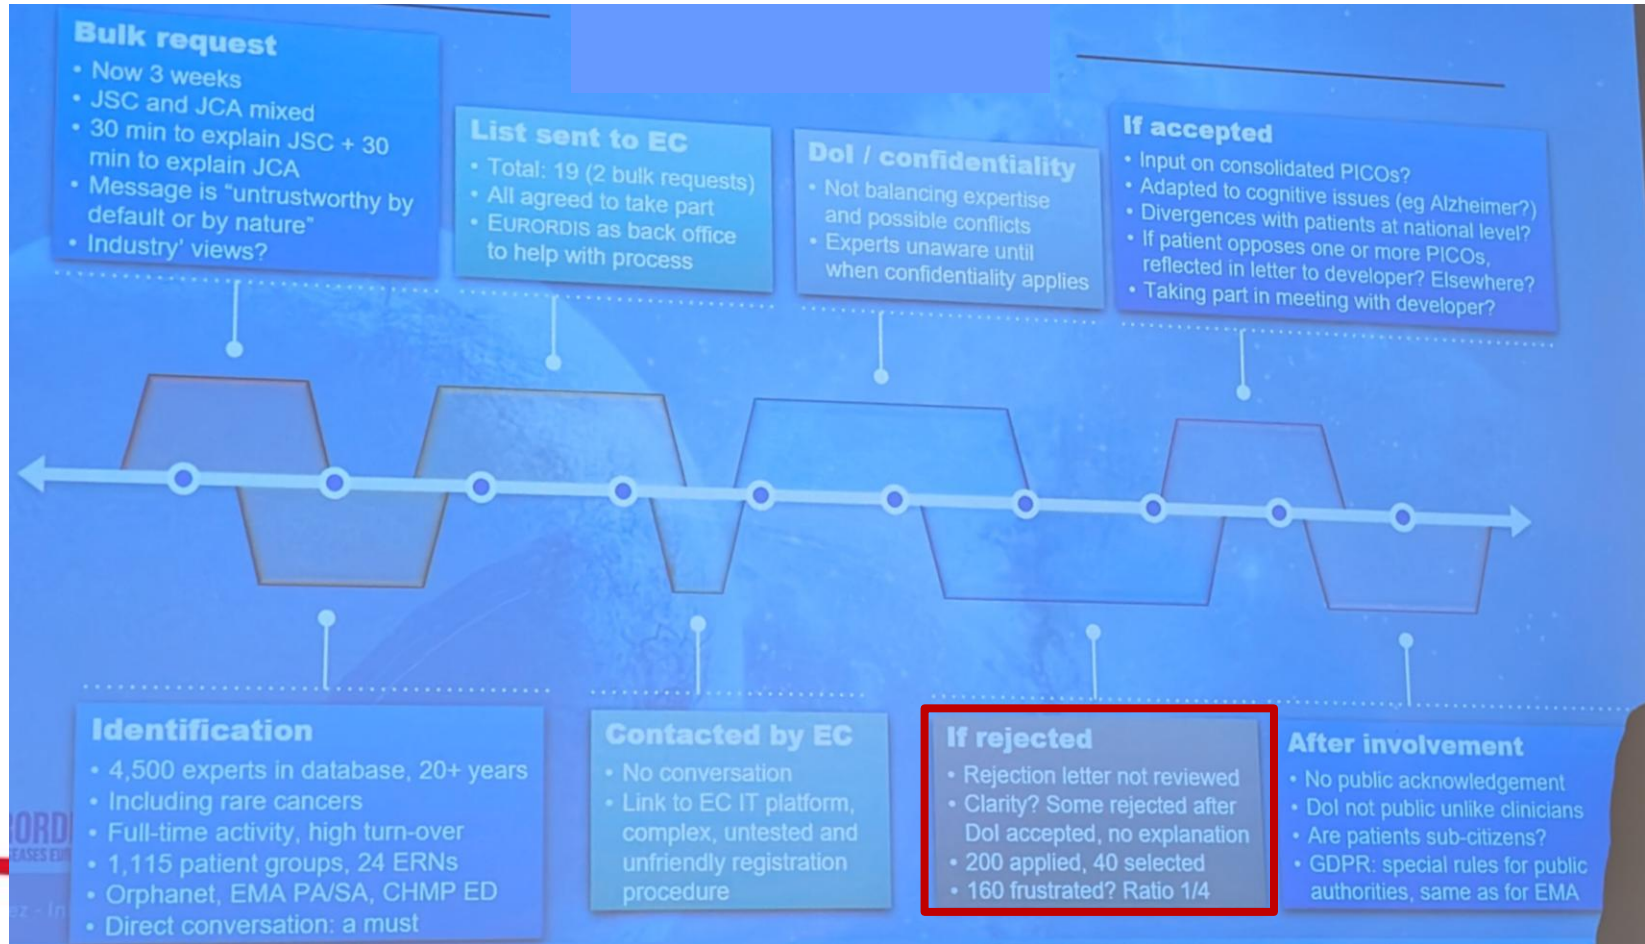 Bulk request
• Now 3 weeks
• JSC and JCA mixed
• 30 min to explain JSC + 30
min to explain JCA
• Message is “untrustworthy by
default or by nature”
• Industry’ views?
List sent to EC
• Total: 19 (2 bulk requests)
• All agreed to take part
• EURORDIS as back office
to help with process
DoI / confidentiality
• Not balancing expertise
and possible conflicts
• Experts unaware until
when confidentiality applies
If accepted
• Input on consolidated PICOs?
• Adapted to cognitive issues (eg Alzheimer?)
• Divergences with patients at national level?
• If patient opposes one or more PICOs,
reflected in letter to developer? Elsewhere?
• Taking part in meeting with developer?
Identification
• 4,500 experts in database, 20+ years
• Including rare cancers
• Full-time activity, high turn-over
• 1,115 patient groups, 24 ERNs
• Orphanet, EMA PA/SA, CHMP ED
• Direct conversation: a must
Contacted by EC
• No conversation
• Link to EC IT platform,
complex, untested and
unfriendly registration
procedure
If rejected
• Rejection letter not reviewed
• Clarity? Some rejected after
DoI accepted, no explanation
• 200 applied, 40 selected
• 160 frustrated? Ratio 1/4
After involvement
• No public acknowledgement
• DoI not public unlike clinicians
• Are patients sub-citizens?
• GDPR: special rules for public
authorities, same as for EMA